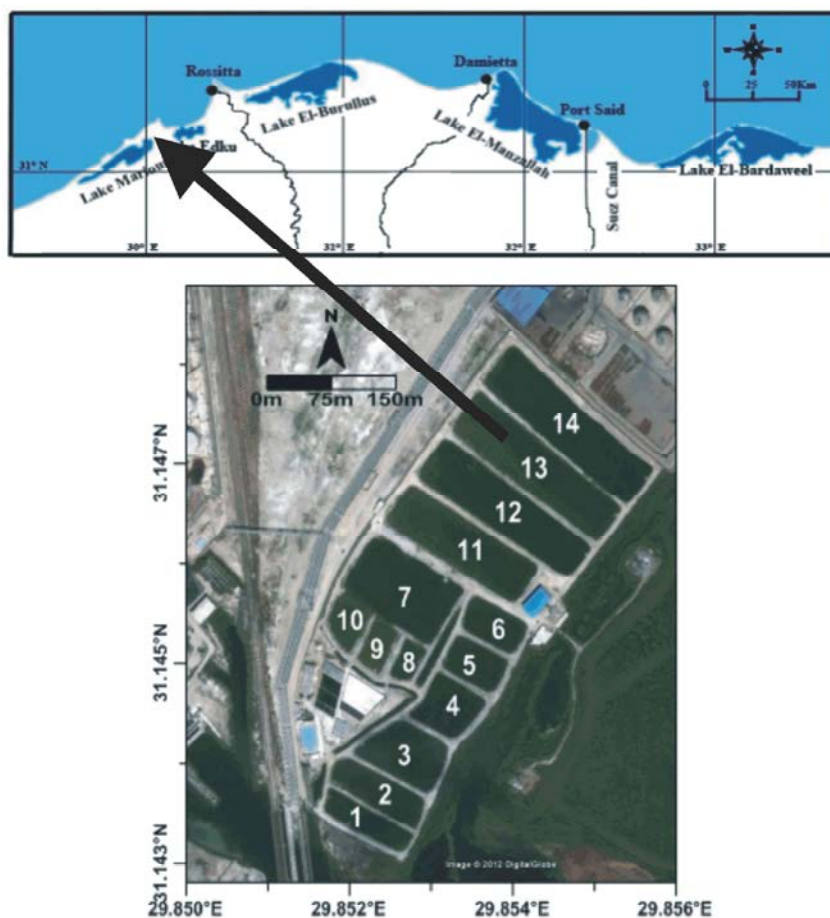 Rossitta
Damietta
Port Said
0 25 50Km
Lake El-Burullus
Lake El-Manzallah
Edku
31° N
Lake Mariou
Suez Canal
Lake El-Bardaweel
30° E
31° E
32° E
33° E
N
0m 75m 150m
31.147°N
31.145°N
31.143°N
14
13
12
11
7
10
9
8
6
5
4
3
2
1
Image © 2012 DigitalGlobe
29.850°E 29.852°E 29.854°E 29.856°E